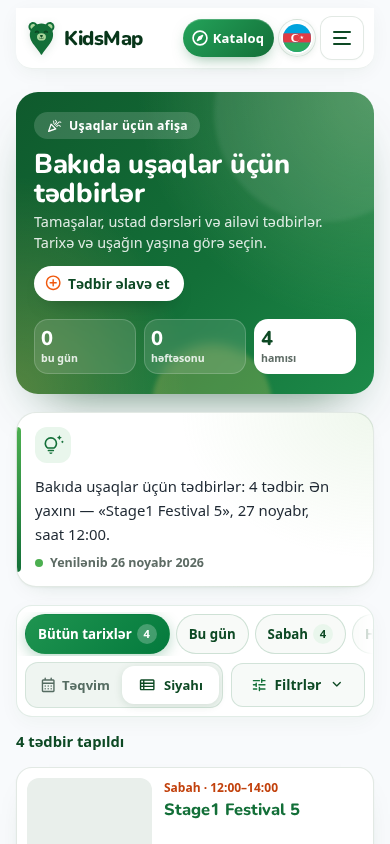 KidsMap
Kataloq
Uşaqlar üçün afişa
Bakıda uşaqlar üçün
tədbirlər
Tamaşalar, ustad dərsləri və ailəvi tədbirlər.
Tarixə və uşağın yaşına görə seçin.
Tədbir əlavə et
0
bu gün
0
həftəsonu
4
hamısı
Bakıda uşaqlar üçün tədbirlər: 4 tədbir. Ən
yaxını — «Stage1 Festival 5», 27 noyabr,
saat 12:00.
Yenilənib 26 noyabr 2026
Bütün tarixlər 4
Bu gün
Sabah 4
Təqvim
Siyahı
Filtrlər
4 tədbir tapıldı
Sabah · 12:00–14:00
Stage1 Festival 5